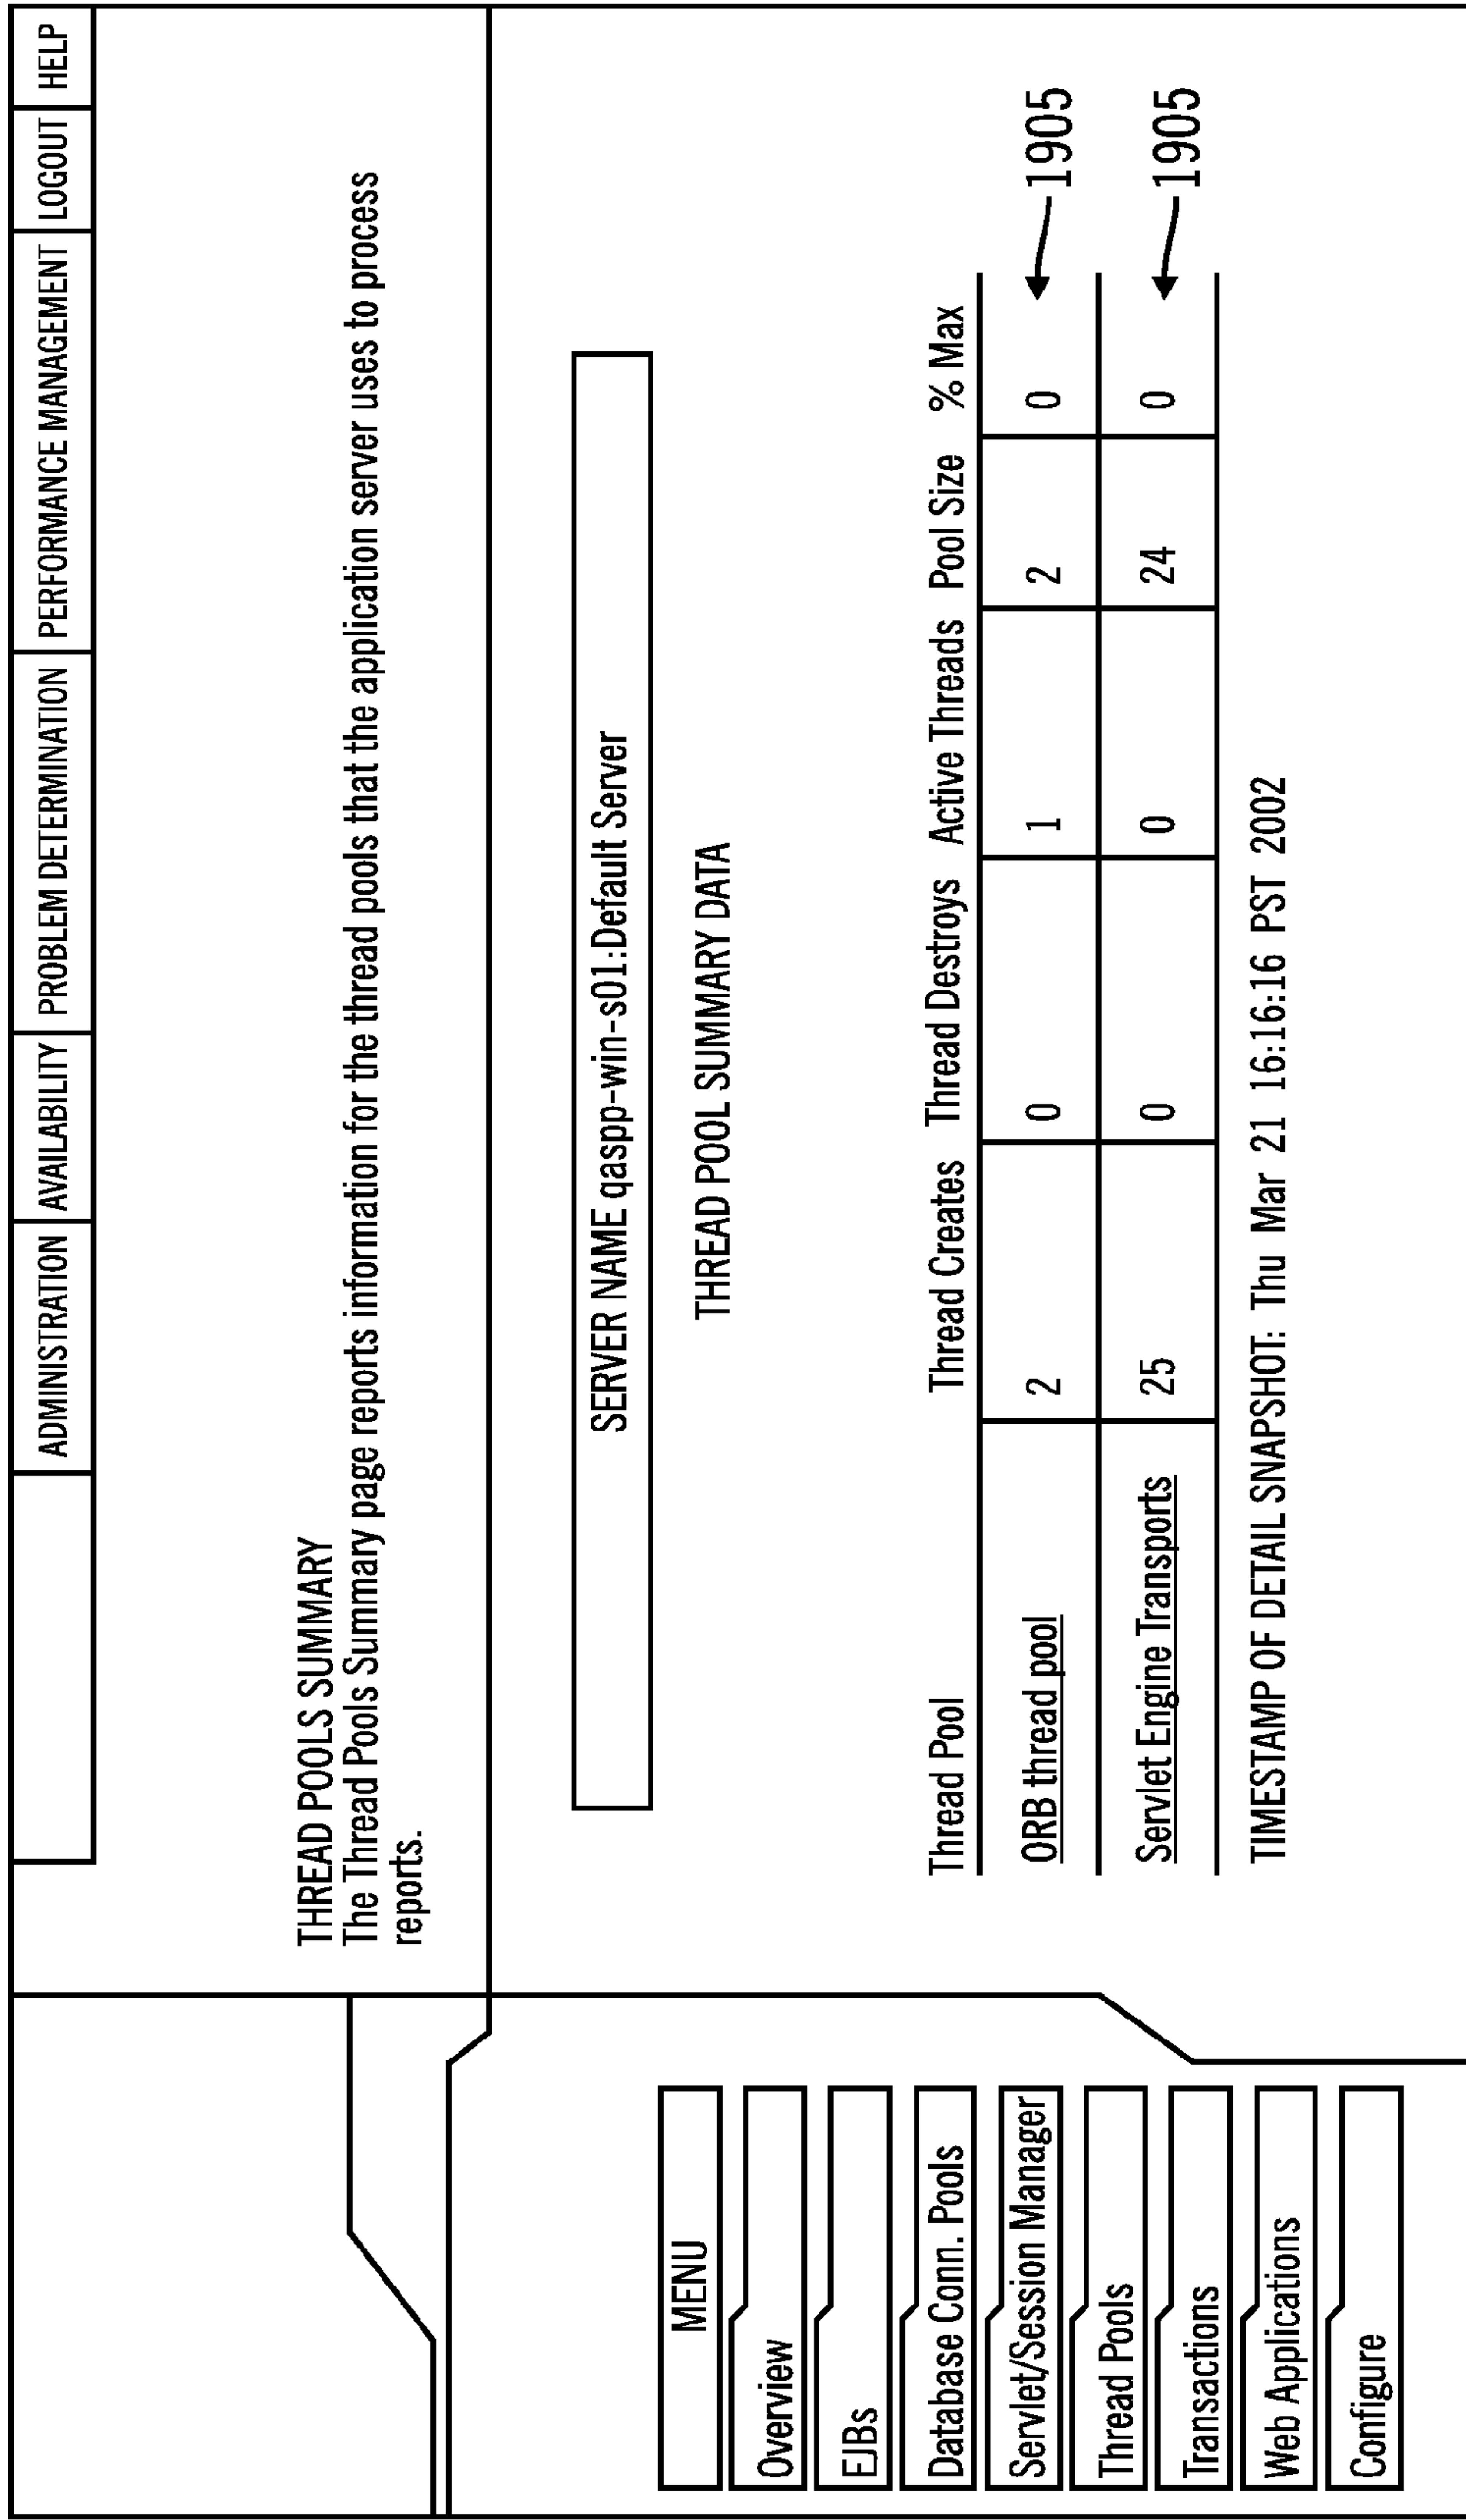 ADMINISTRATION AVAILABILITY PROBLEM DETERMINATION PERFORMANCE MANAGEMENT LOGOUT HELP
THREAD POOLS SUMMARY
The Thread Pools Summary page reports information for the thread pools that the application server uses to process
reports.
SERVER NAME qaspp-win-s01:Default Server
THREAD POOL SUMMARY DATA
MENU
Overview
EJBs
Database Conn. Pools
Servlet/Session Manager
Thread Pools
Transactions
Web Applications
Configure
Thread Pool Thread Creates Thread Destroys Active Threads Pool Size % Max
ORB thread pool 2 0 1 2 0 1905
Servlet Engine Transports 25 0 0 24 0 1905
TIMESTAMP OF DETAIL SNAPSHOT: Thu Mar 21 16:16:16 PST 2002